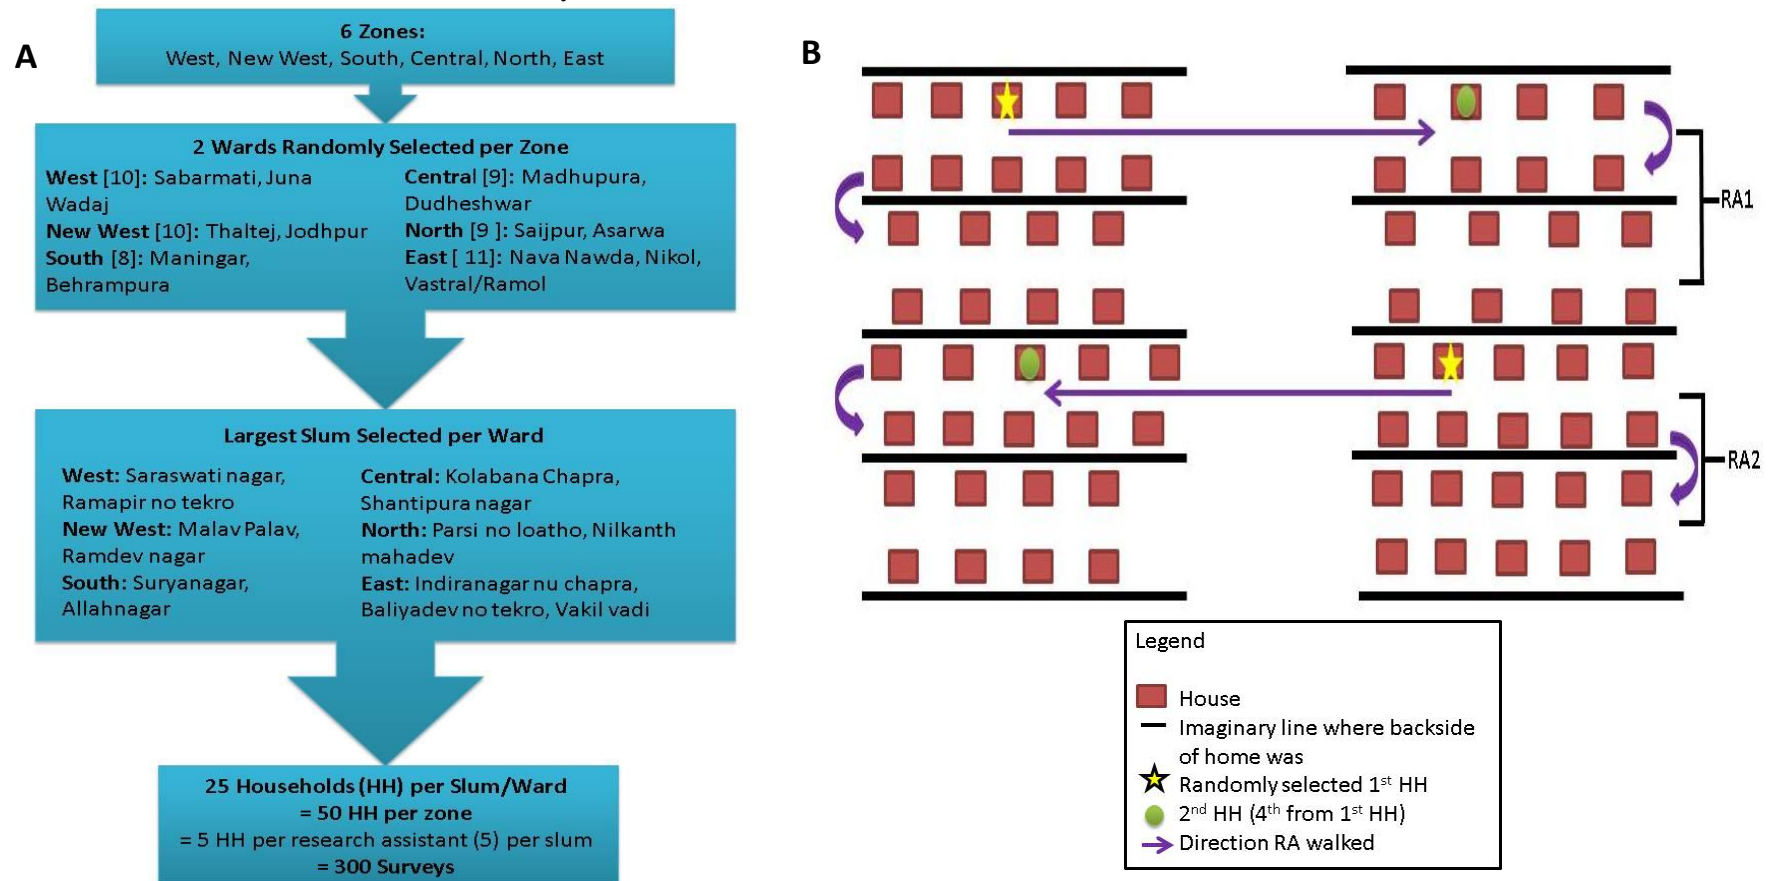 A
6 Zones:
West, New West, South, Central, North, East
2 Wards Randomly Selected per Zone
West [10]: Sabarmati, Juna
Wadaj
New West [10]: Thaltej, Jodhpur
South [8]: Maningar,
Behrampura
Central [9]: Madhupura,
Dudheshwar
North [9 ]: Saijpur, Asarwa
East [ 11]: Nava Nawda, Nikol,
Vastral/Ramol
Largest Slum Selected per Ward
West: Saraswati nagar,
Ramapir no tekro
New West: Malav Palav,
Ramdev nagar
South: Suryanagar,
Allahnagar
Central: Kolabana Chapra,
Shantipura nagar
North: Parsi no loatho, Nilkanth
mahadev
East: Indiranagar nu chapra,
Baliyadev no tekro, Vakil vadi
25 Households (HH) per Slum/Ward
= 50 HH per zone
= 5 HH per research assistant (5) per slum
= 300 Surveys
B
RA1
RA2
Legend
House
Imaginary line where backside
of home was
Randomly selected 1st HH
2nd HH (4th from 1st HH)
Direction RA walked